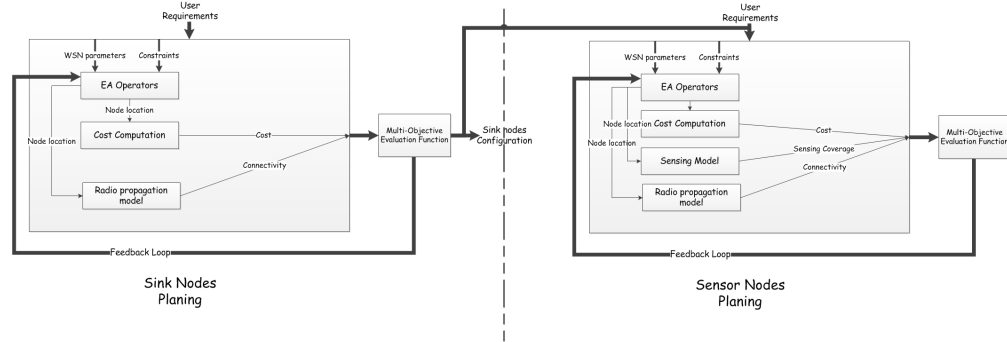 User
Requirements
WSN parameters
Constraints
EA Operators
Node location
Cost Computation
Node location
Cost
Connectivity
Radio propagation
model
Multi-Objective
Evaluation Function
Sink nodes
Configuration
Feedback Loop
Sink Nodes
Planing
User
Requirements
WSN parameters
Constraints
EA Operators
Node location
Cost Computation
Node location
Cost
Sensing Coverage
Sensing Model
Connectivity
Radio propagation
model
Multi-Objective
Evaluation Function
Feedback Loop
Sensor Nodes
Planing